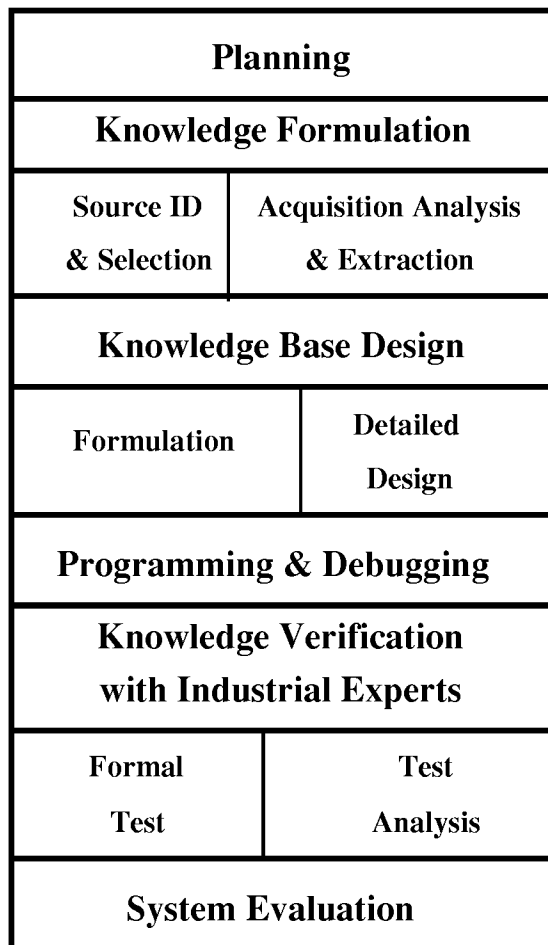 Planning
Knowledge Formulation
Source ID
& Selection
Acquisition Analysis
& Extraction
Knowledge Base Design
Formulation
Detailed
Design
Programming & Debugging
Knowledge Verification
with Industrial Experts
Formal
Test
Test
Analysis
System Evaluation